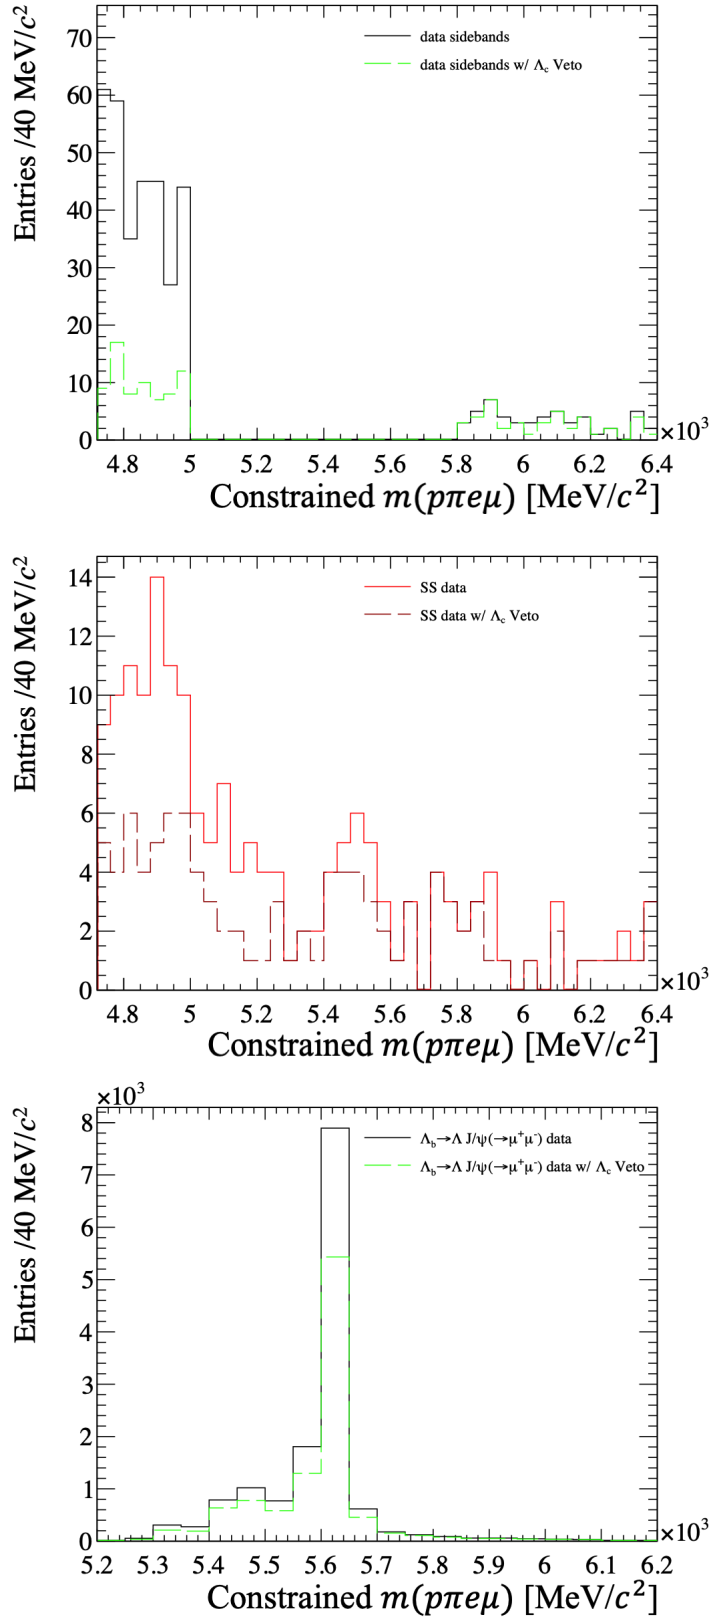 Entries /40 MeV/c²
70
60
50
40
30
20
10
0
data sidebands
data sidebands w/ Λc Veto
4.8 5 5.2 5.4 5.6 5.8 6 6.2 6.4
×10³
Constrained m(pπeμ) [MeV/c²]
Entries /40 MeV/c²
14
12
10
8
6
4
2
0
SS data
SS data w/ Λc Veto
4.8 5 5.2 5.4 5.6 5.8 6 6.2 6.4
×10³
Constrained m(pπeμ) [MeV/c²]
×10³
Entries /40 MeV/c²
8
7
6
5
4
3
2
1
0
Λb→Λ J/ψ(→μ⁺μ⁻) data
Λb→Λ J/ψ(→μ⁺μ⁻) data w/ Λc Veto
5.2 5.3 5.4 5.5 5.6 5.7 5.8 5.9 6 6.1 6.2
×10³
Constrained m(pπeμ) [MeV/c²]